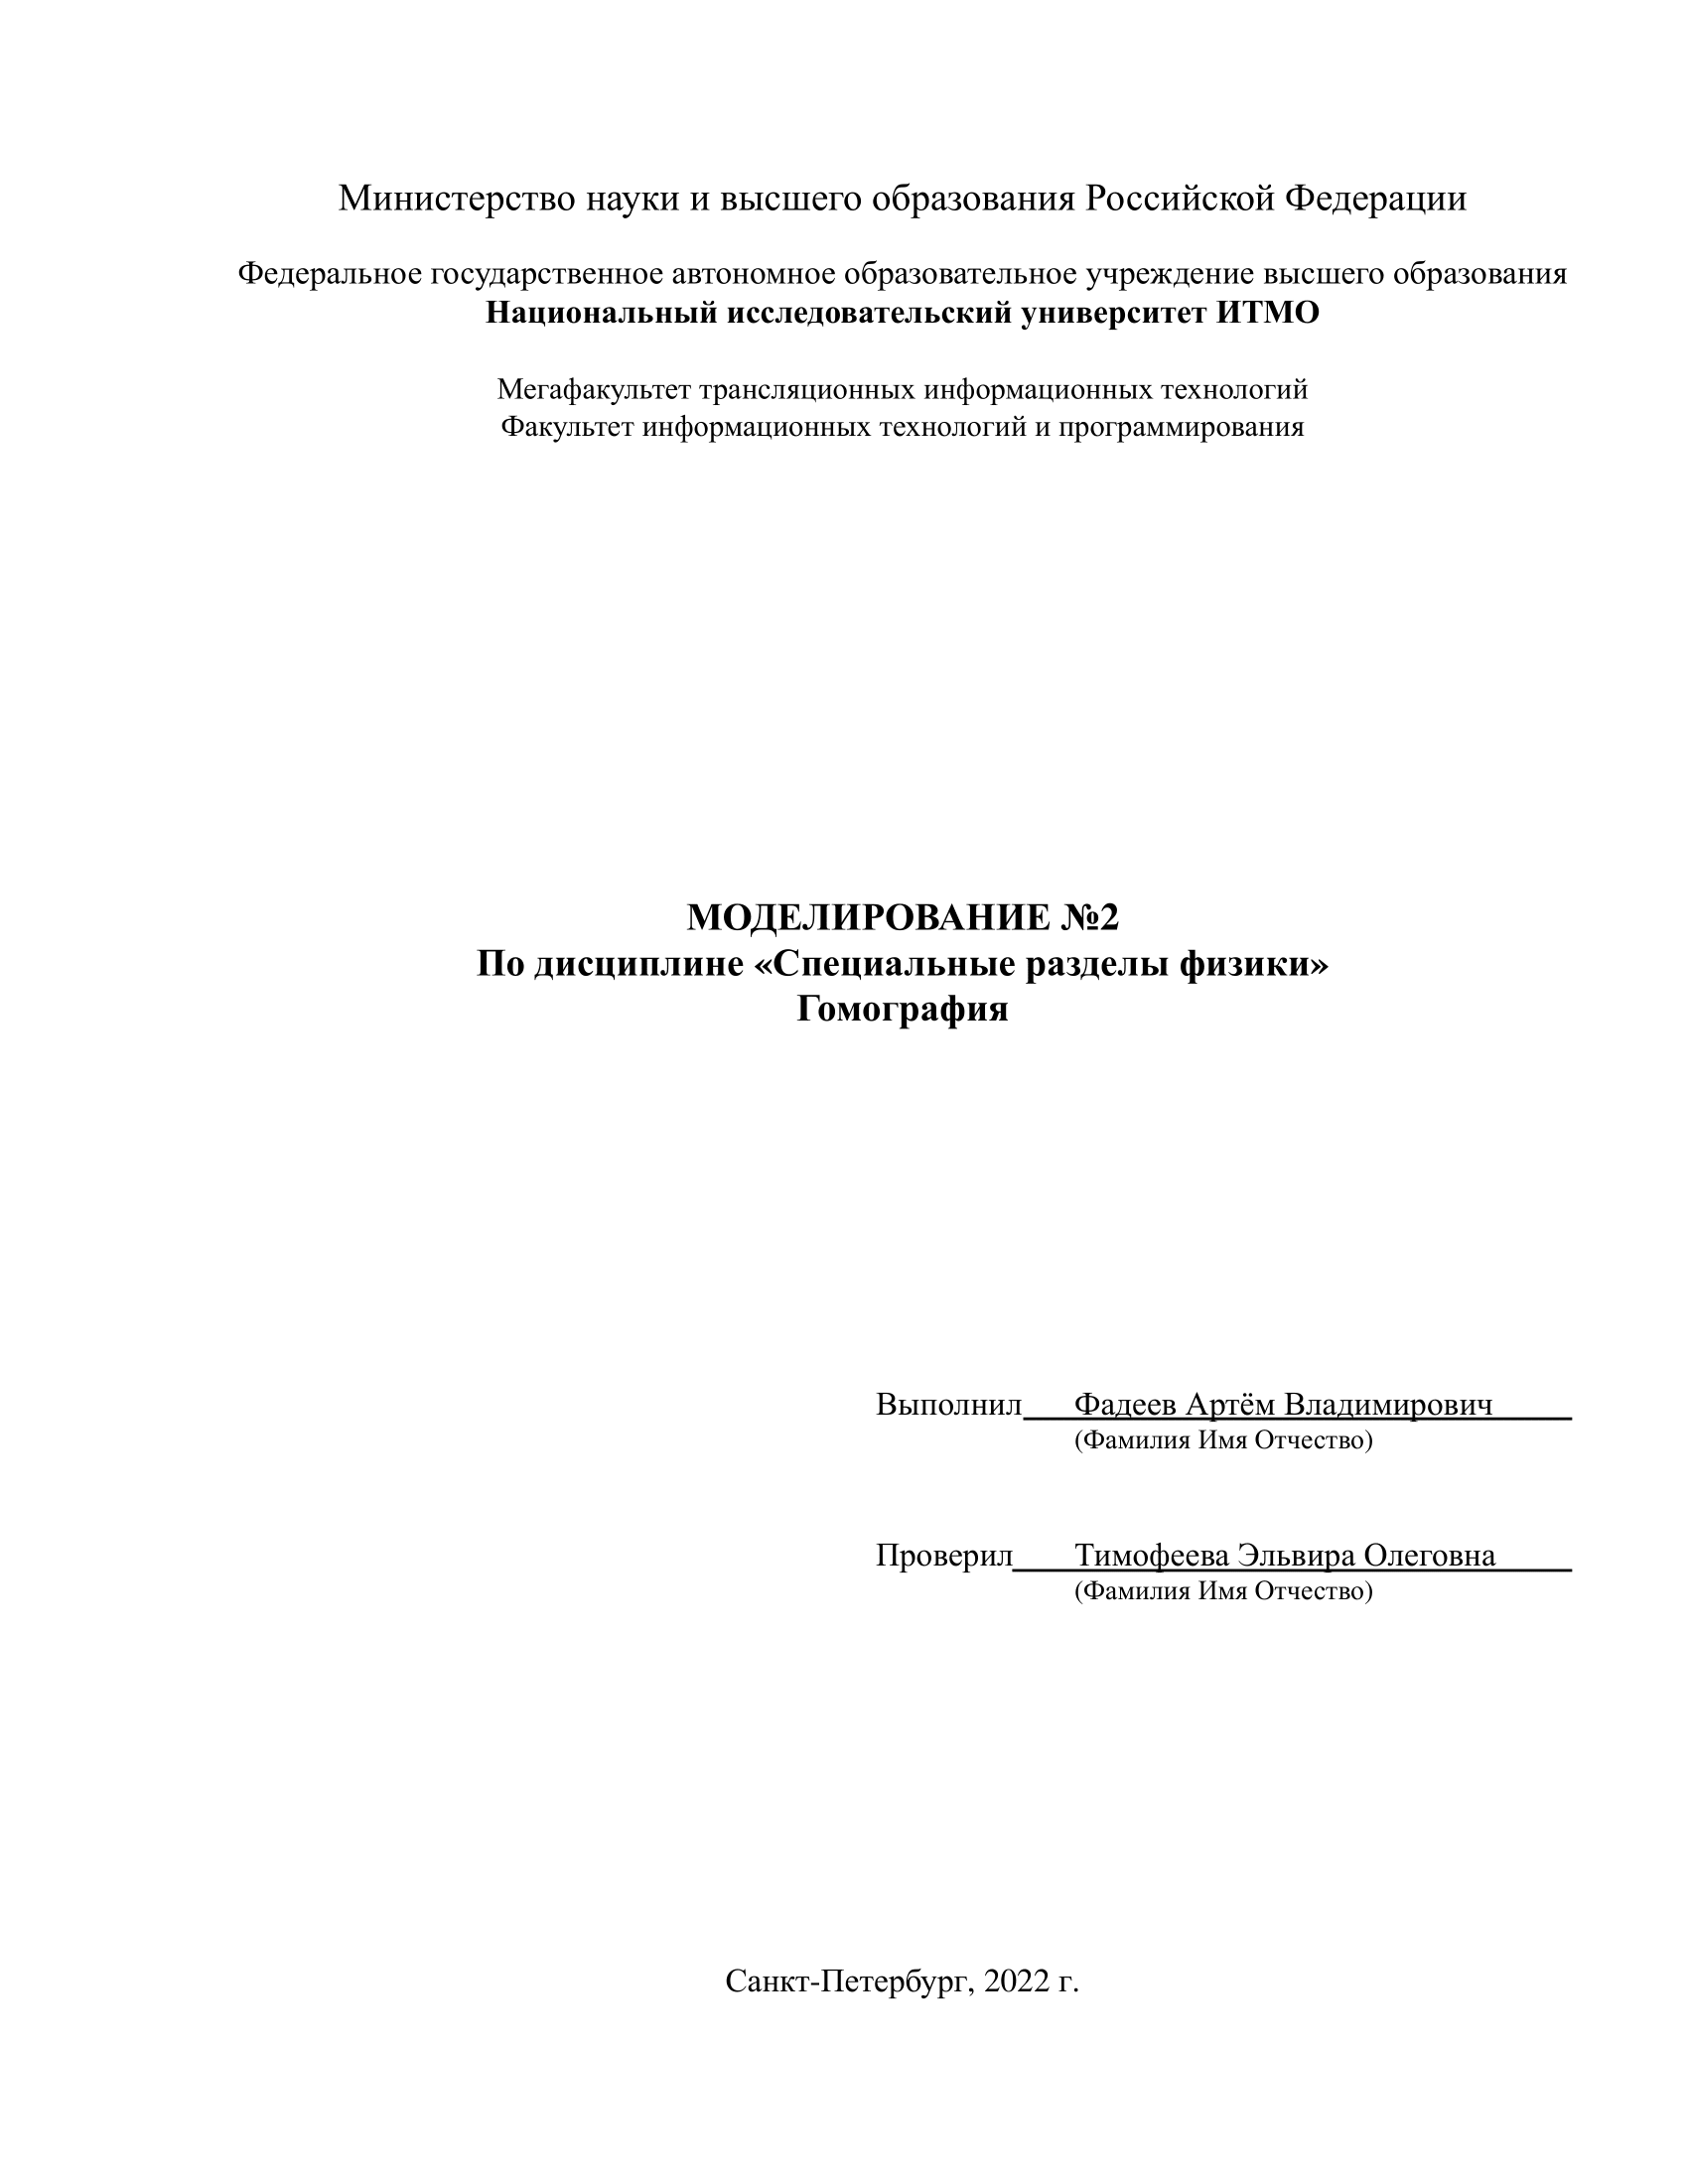 Министерство науки и высшего образования Российской Федерации
Федеральное государственное автономное образовательное учреждение высшего образования
Национальный исследовательский университет ИТМО
Мегафакультет трансляционных информационных технологий
Факультет информационных технологий и программирования
МОДЕЛИРОВАНИЕ №2
По дисциплине «Специальные разделы физики»
Гомография
Выполнил Фадеев Артём Владимирович
(Фамилия Имя Отчество)
Проверил Тимофеева Эльвира Олеговна
(Фамилия Имя Отчество)
Санкт-Петербург, 2022 г.